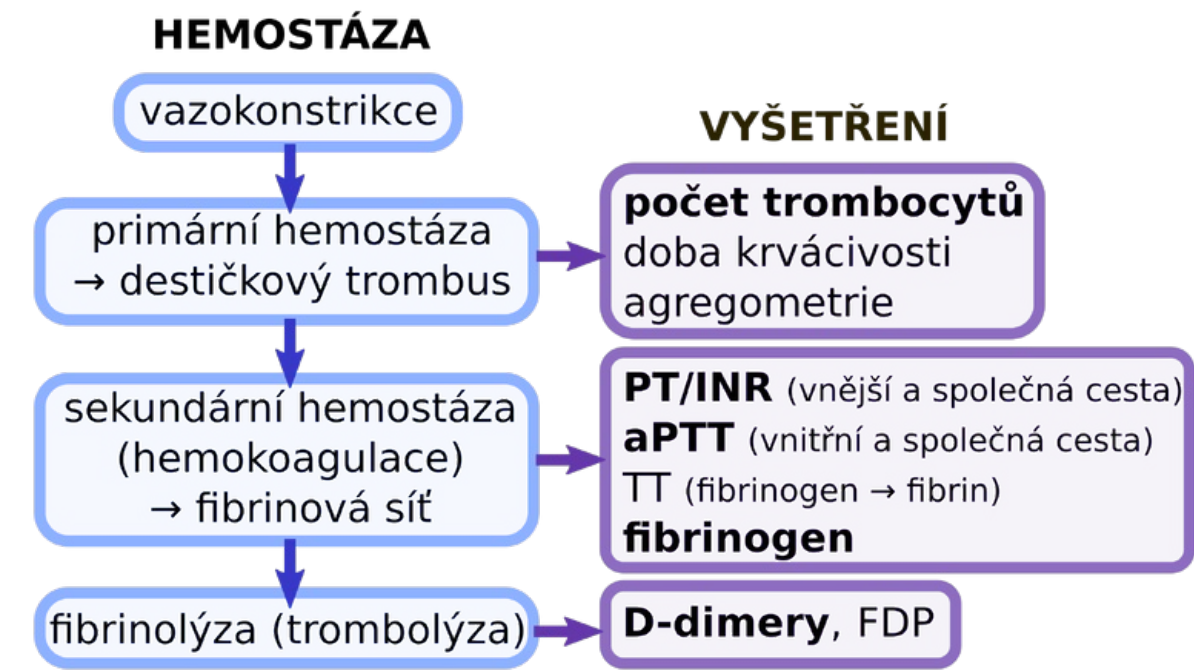 HEMOSTÁZA
vazokonstrikce
primární hemostáza
→ destičkový trombus
sekundární hemostáza
(hemokoagulace)
→ fibrinová síť
fibrinolýza (trombolýza)
VYŠETŘENÍ
počet trombocytů
doba krvácivosti
agregometrie
PT/INR (vnější a společná cesta)
aPTT (vnitřní a společná cesta)
TT (fibrinogen → fibrin)
fibrinogen
D-dimery, FDP